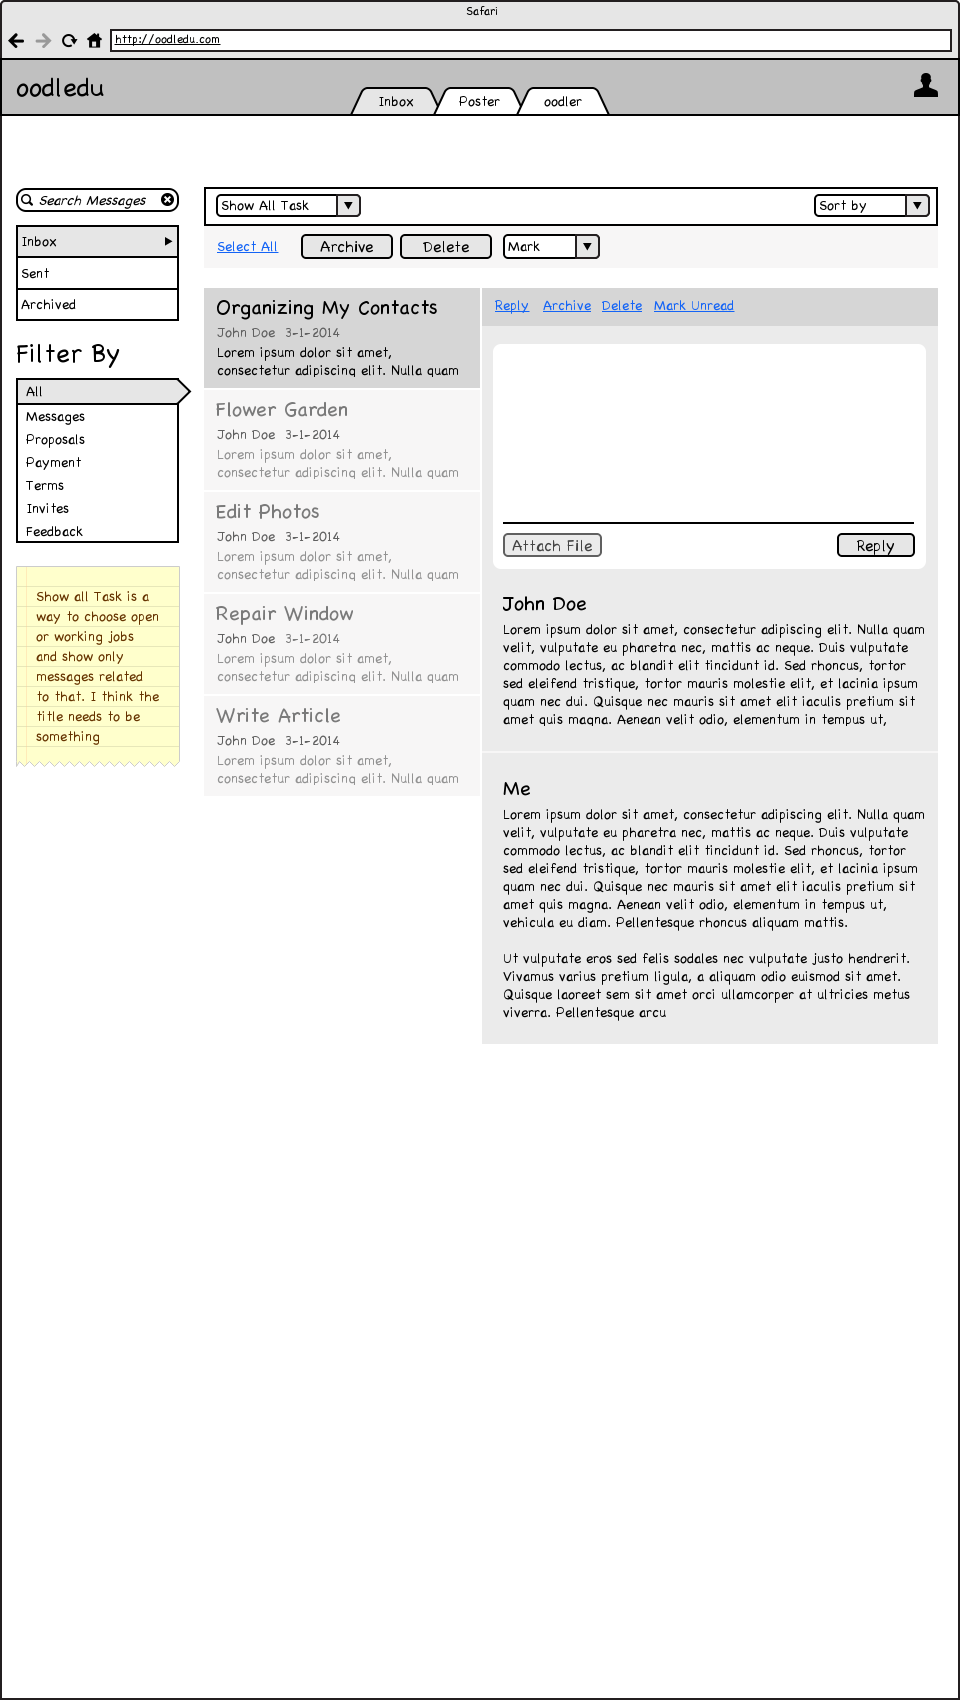 Safari
http://oodledu.com
oodledu
Inbox
Poster
oodler
Search Messages
Inbox
Sent
Archived
Filter By
All
Messages
Proposals
Payment
Terms
Invites
Feedback
Show all Task is a
way to choose open
or working jobs
and show only
messages related
to that. I think the
title needs to be
something
Show All Task
Sort by
Select All
Archive
Delete
Mark
Organizing My Contacts
John Doe 3-1-2014
Lorem ipsum dolor sit amet,
consectetur adipiscing elit. Nulla quam
Flower Garden
John Doe 3-1-2014
Lorem ipsum dolor sit amet,
consectetur adipiscing elit. Nulla quam
Edit Photos
John Doe 3-1-2014
Lorem ipsum dolor sit amet,
consectetur adipiscing elit. Nulla quam
Repair Window
John Doe 3-1-2014
Lorem ipsum dolor sit amet,
consectetur adipiscing elit. Nulla quam
Write Article
John Doe 3-1-2014
Lorem ipsum dolor sit amet,
consectetur adipiscing elit. Nulla quam
Reply Archive Delete Mark Unread
Attach File
Reply
John Doe
Lorem ipsum dolor sit amet, consectetur adipiscing elit. Nulla quam
velit, vulputate eu pharetra nec, mattis ac neque. Duis vulputate
commodo lectus, ac blandit elit tincidunt id. Sed rhoncus, tortor
sed eleifend tristique, tortor mauris molestie elit, et lacinia ipsum
quam nec dui. Quisque nec mauris sit amet elit iaculis pretium sit
amet quis magna. Aenean velit odio, elementum in tempus ut,
Me
Lorem ipsum dolor sit amet, consectetur adipiscing elit. Nulla quam
velit, vulputate eu pharetra nec, mattis ac neque. Duis vulputate
commodo lectus, ac blandit elit tincidunt id. Sed rhoncus, tortor
sed eleifend tristique, tortor mauris molestie elit, et lacinia ipsum
quam nec dui. Quisque nec mauris sit amet elit iaculis pretium sit
amet quis magna. Aenean velit odio, elementum in tempus ut,
vehicula eu diam. Pellentesque rhoncus aliquam mattis.
Ut vulputate eros sed felis sodales nec vulputate justo hendrerit.
Vivamus varius pretium ligula, a aliquam odio euismod sit amet.
Quisque laoreet sem sit amet orci ullamcorper at ultricies metus
viverra. Pellentesque arcu